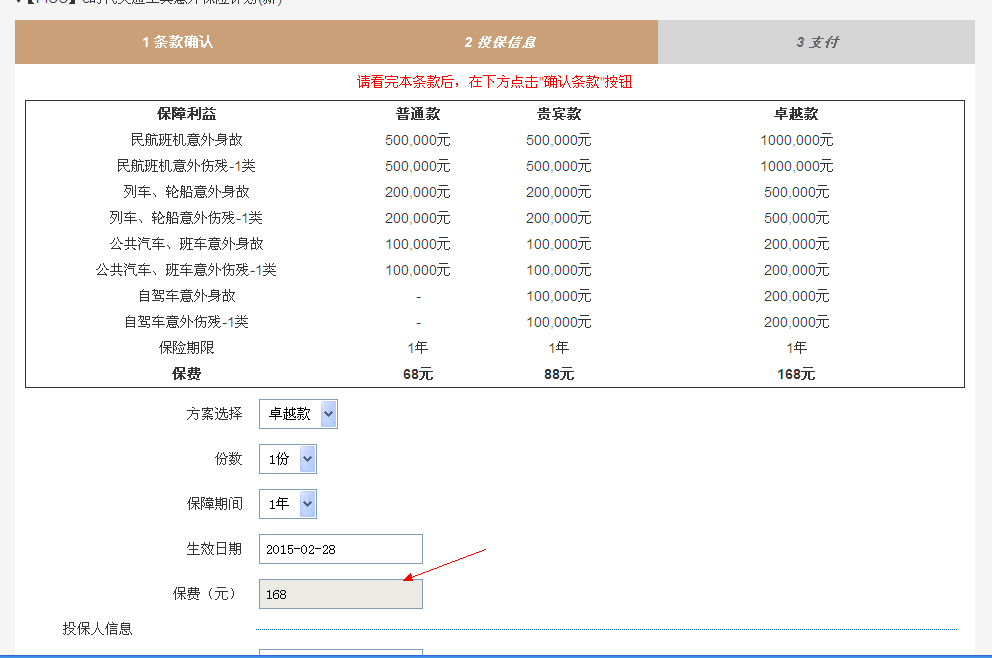 1 条款确认 2 投保信息 3 支付
请看完本条款后，在下方点击"确认条款"按钮
保障利益 普通款 贵宾款 卓越款
民航班机意外身故 500,000元 500,000元 1000,000元
民航班机意外伤残-1类 500,000元 500,000元 1000,000元
列车、轮船意外身故 200,000元 200,000元 500,000元
列车、轮船意外伤残-1类 200,000元 200,000元 500,000元
公共汽车、班车意外身故 100,000元 100,000元 200,000元
公共汽车、班车意外伤残-1类 100,000元 100,000元 200,000元
自驾车意外身故 - 100,000元 200,000元
自驾车意外伤残-1类 - 100,000元 200,000元
保险期限 1年 1年 1年
保费 68元 88元 168元
方案选择 卓越款
份数 1份
保障期间 1年
生效日期 2015-02-28
保费（元） 168
投保人信息